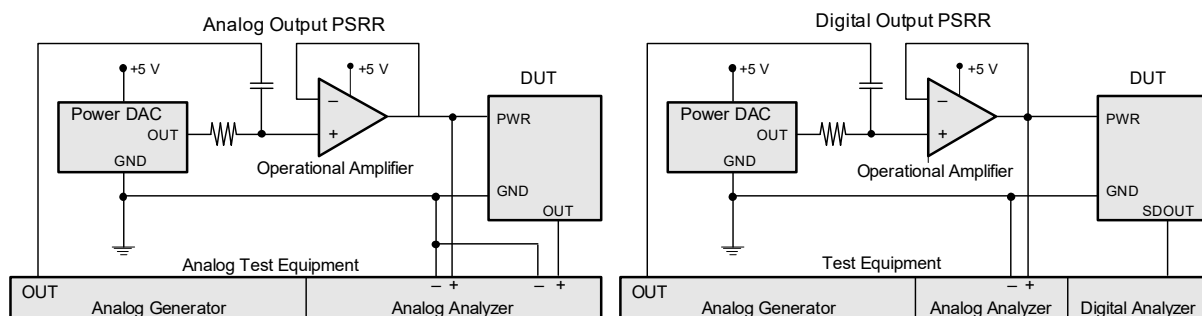 Analog Output PSRR
+5 V
+5 V
DUT
Power DAC
OUT
GND
–
+
Operational Amplifier
PWR
GND
OUT
Analog Test Equipment
OUT
Analog Generator
– +
– +
Analog Analyzer
Digital Output PSRR
+5 V
+5 V
DUT
Power DAC
OUT
GND
–
+
Operational Amplifier
PWR
GND
SDOUT
Test Equipment
OUT
Analog Generator
– +
Analog Analyzer
Digital Analyzer